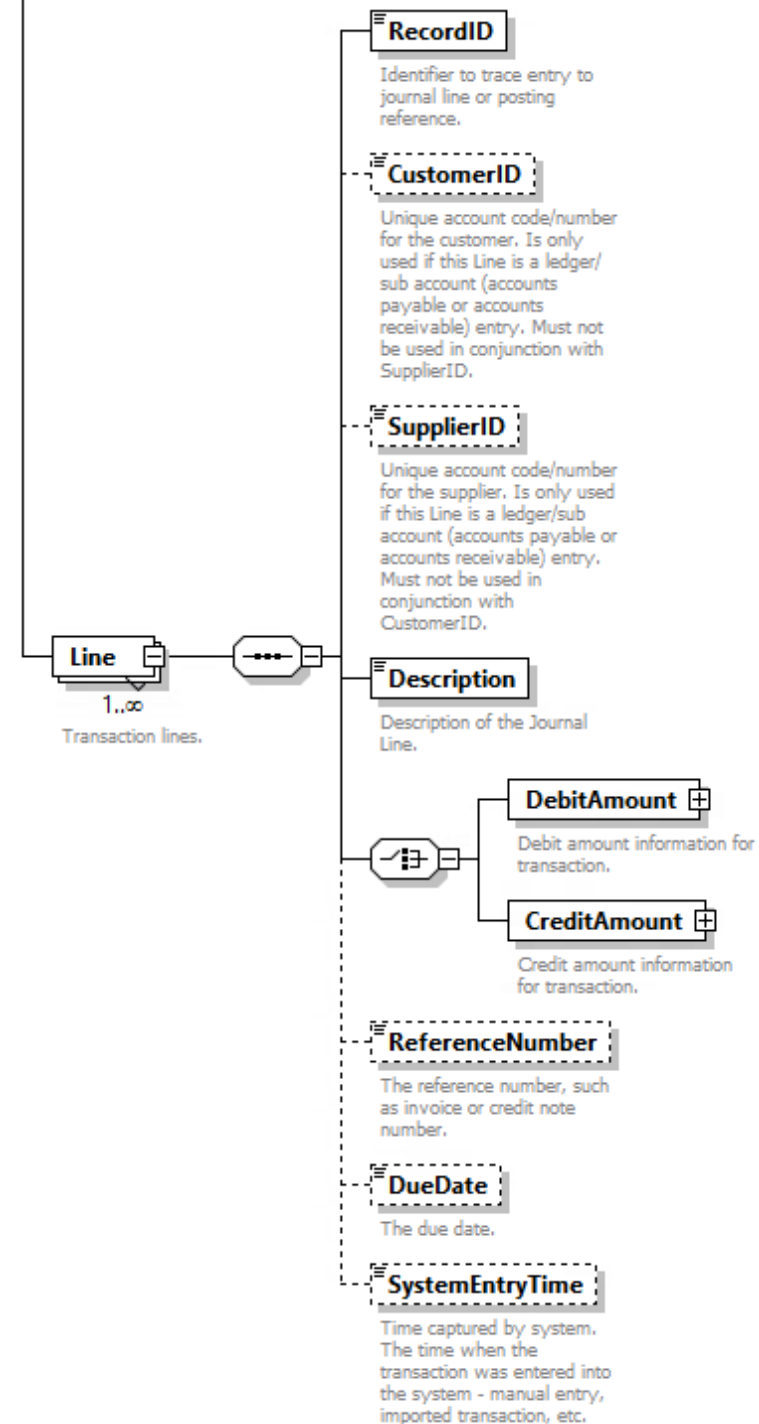 RecordID
Identifier to trace entry to
journal line or posting
reference.
CustomerID
Unique account code/number
for the customer. Is only
used if this Line is a ledger/
sub account (accounts
payable or accounts
receivable) entry. Must not
be used in conjunction with
SupplierID.
SupplierID
Unique account code/number
for the supplier. Is only used
if this Line is a ledger/sub
account (accounts payable or
accounts receivable) entry.
Must not be used in
conjunction with
CustomerID.
Line
1..∞
Transaction lines.
Description
Description of the Journal
Line.
DebitAmount
Debit amount information for
transaction.
CreditAmount
Credit amount information
for transaction.
ReferenceNumber
The reference number, such
as invoice or credit note
number.
DueDate
The due date.
SystemEntryTime
Time captured by system.
The time when the
transaction was entered into
the system - manual entry,
imported transaction, etc.